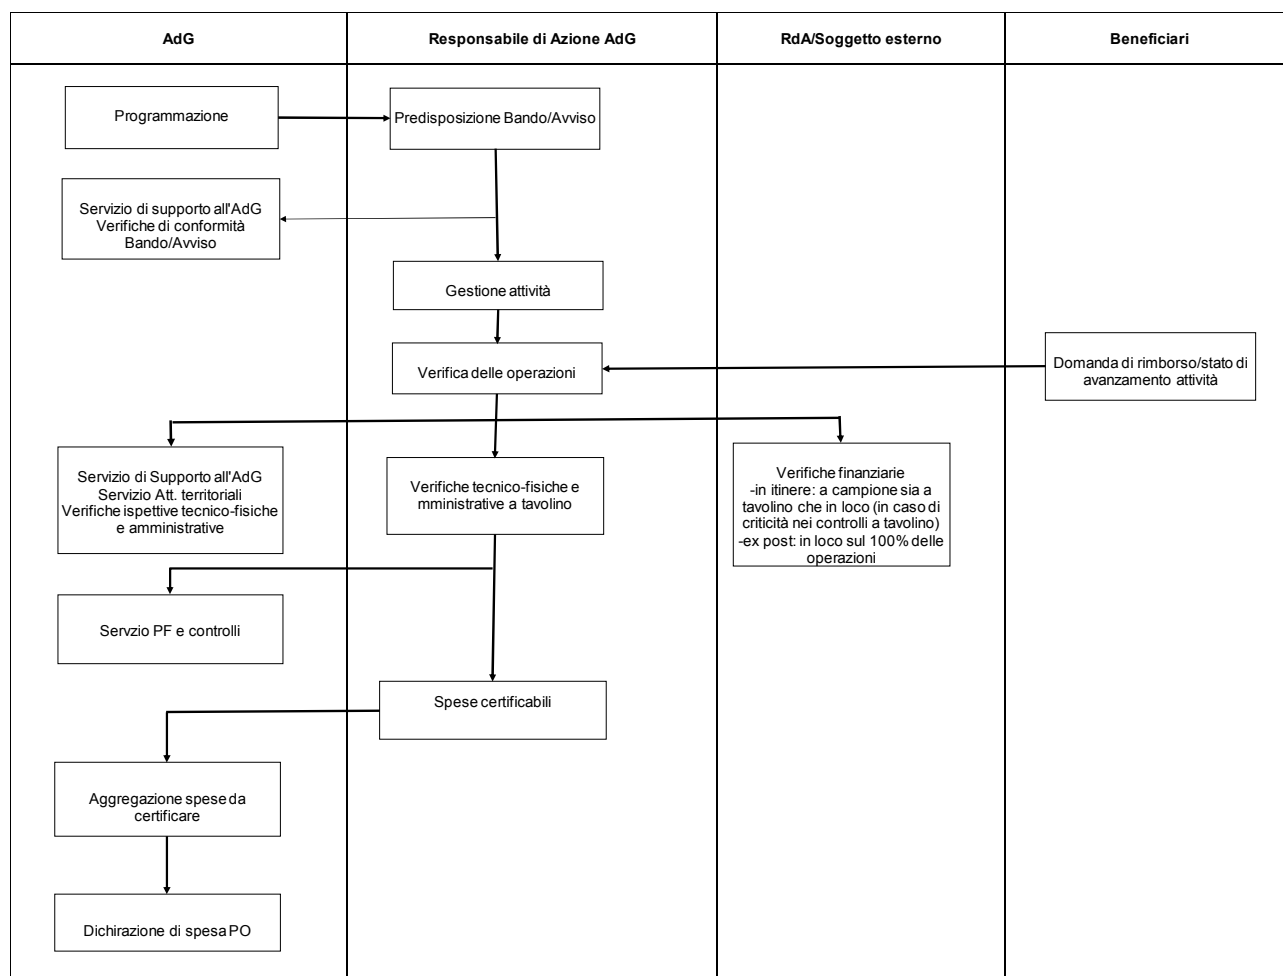 AdG
Responsabile di Azione AdG
RdA/Soggetto esterno
Beneficiari
Programmazione
Predisposizione Bando/Avviso
Servizio di supporto all'AdG
Verifiche di conformità
Bando/Avviso
Gestione attività
Verifica delle operazioni
Domanda di rimborso/stato di
avanzamento attività
Servizio di Supporto all'AdG
Servizio Att. territoriali
Verifiche ispettive tecnico-fisiche
e amministrative
Verifiche tecnico-fisiche e
mministrative a tavolino
Verifiche finanziarie
-in itinere: a campione sia a
tavolino che in loco (in caso di
criticità nei controlli a tavolino)
-ex post: in loco sul 100% delle
operazioni
Servzio PF e controlli
Spese certificabili
Aggregazione spese da
certificare
Dichirazione di spesa PO